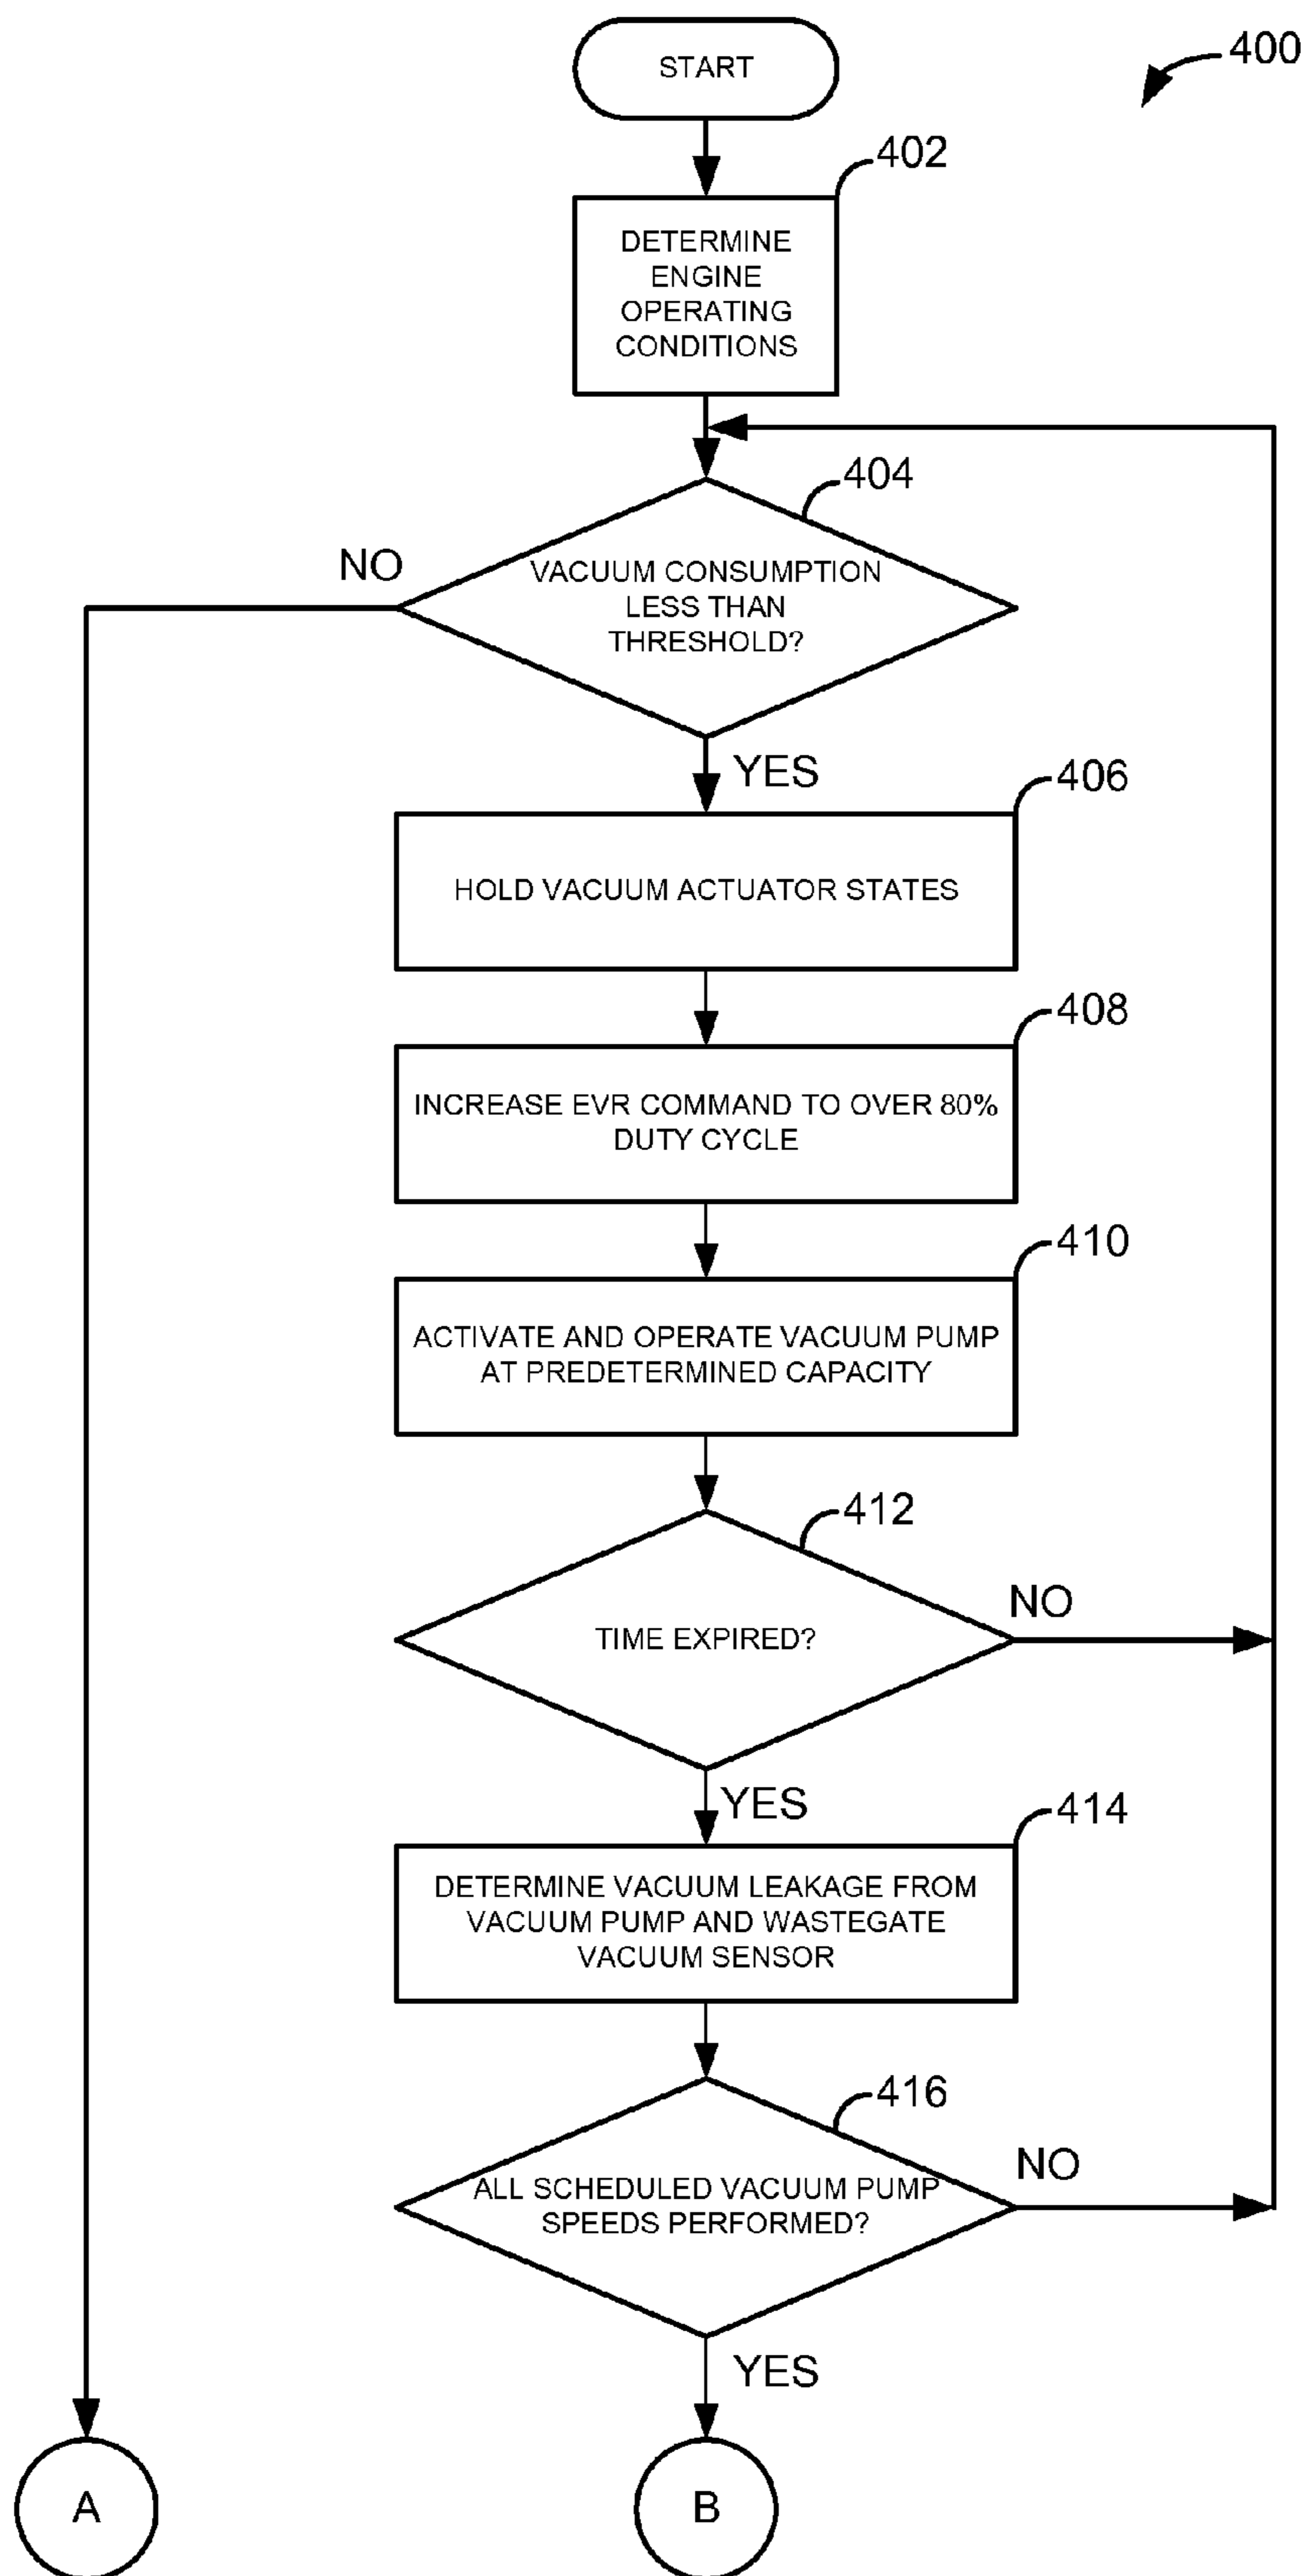 START
400
402
DETERMINE
ENGINE
OPERATING
CONDITIONS
404
NO
VACUUM CONSUMPTION
LESS THAN
THRESHOLD?
YES
406
HOLD VACUUM ACTUATOR STATES
408
INCREASE EVR COMMAND TO OVER 80%
DUTY CYCLE
410
ACTIVATE AND OPERATE VACUUM PUMP
AT PREDETERMINED CAPACITY
412
TIME EXPIRED?
NO
YES
414
DETERMINE VACUUM LEAKAGE FROM
VACUUM PUMP AND WASTEGATE
VACUUM SENSOR
416
ALL SCHEDULED VACUUM PUMP
SPEEDS PERFORMED?
NO
YES
A
B